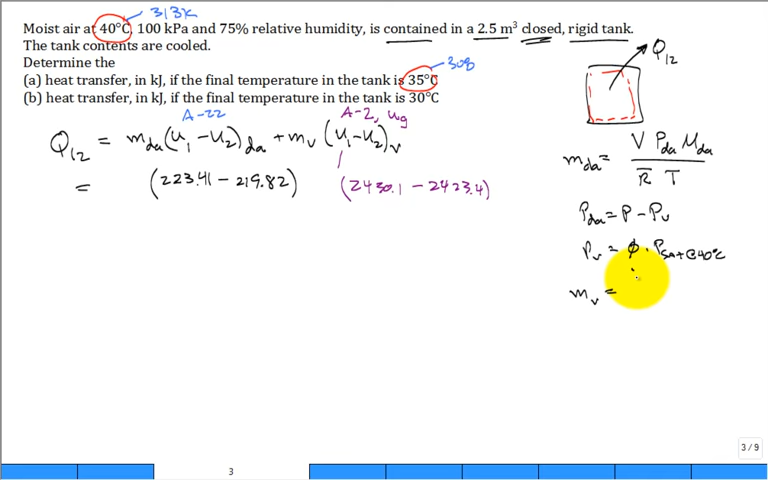 313K
Moist air at 40°C, 100 kPa and 75% relative humidity, is contained in a 2.5 m³ closed, rigid tank.
The tank contents are cooled.
Determine the
308
(a) heat transfer, in kJ, if the final temperature in the tank is 35°C
(b) heat transfer, in kJ, if the final temperature in the tank is 30°C
Q12
A-22 A-2, ug
Q12 = mda (u1 - u2)da + mv (u1 - u2)v
= (223.41 - 219.82) (2430.1 - 2423.4)
mda = V Pda Mda / R̄ T
Pda = P - Pv
Pv = φ · Psat@40°C
mv =
3/9
3